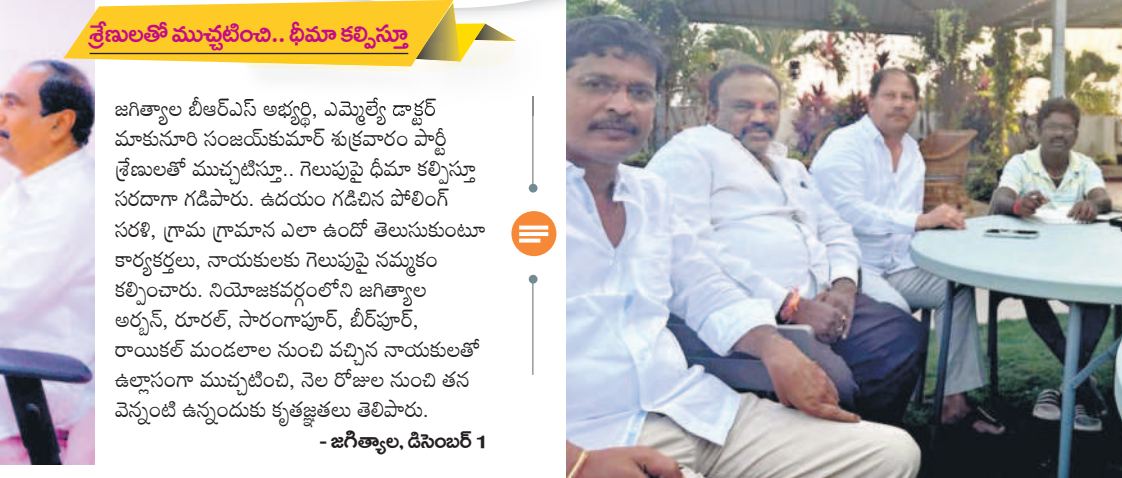 శ్రేణులతో ముచ్చటించి.. ధీమా కల్పిస్తూ
జగిత్యాల బీఆర్ఎస్ అభ్యర్థి, ఎమ్మెల్యే డాక్టర్
మాకునూరి సంజయ్‌కుమార్ శుక్రవారం పార్టీ
శ్రేణులతో ముచ్చటిస్తూ.. గెలుపుపై ధీమా కల్పిస్తూ
సరదాగా గడిపారు. ఉదయం గడిచిన పోలింగ్
సరళి, గ్రామ గ్రామాన ఎలా ఉందో తెలుసుకుంటూ
కార్యకర్తలు, నాయకులకు గెలుపుపై నమ్మకం
కల్పించారు. నియోజకవర్గంలోని జగిత్యాల
అర్బన్, రూరల్, సారంగాపూర్, బీర్‌పూర్,
రాయికల్ మండలాల నుంచి వచ్చిన నాయకులతో
ఉల్లాసంగా ముచ్చటించి, నెల రోజుల నుంచి తన
వెన్నంటి ఉన్నందుకు కృతజ్ఞతలు తెలిపారు.
- జగిత్యాల, డిసెంబర్ 1